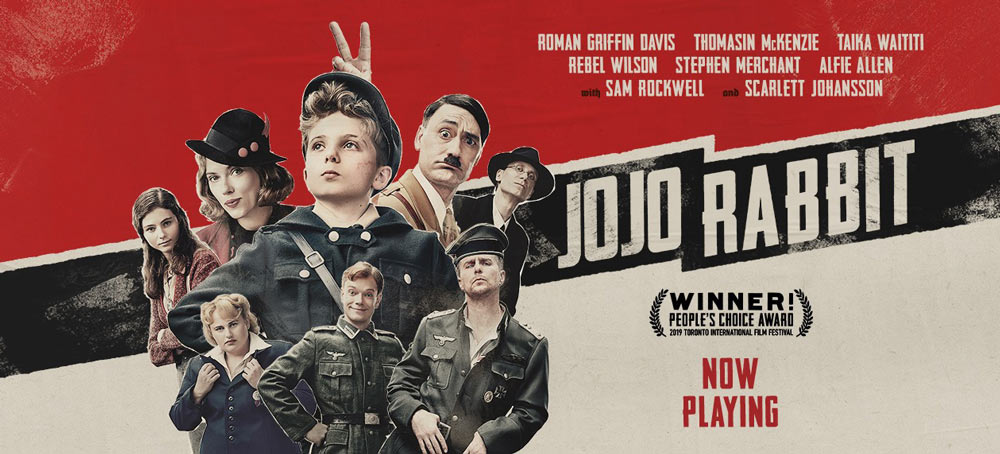 ROMAN GRIFFIN DAVIS THOMASIN McKENZIE TAIKA WAITITI
REBEL WILSON STEPHEN MERCHANT ALFIE ALLEN
with SAM ROCKWELL and SCARLETT JOHANSSON
JOJO RABBIT
WINNER!
PEOPLE'S CHOICE AWARD
2019 TORONTO INTERNATIONAL FILM FESTIVAL
NOW
PLAYING